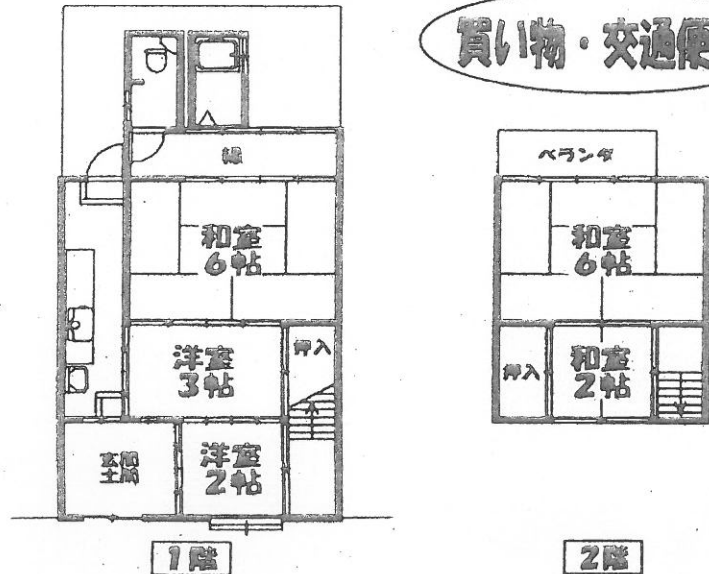 買い物・交通便
縁
和室
6帖
洋室
3帖
押入
玄関
土間
洋室
2帖
1階
ベランダ
和室
6帖
押入
和室
2帖
2階